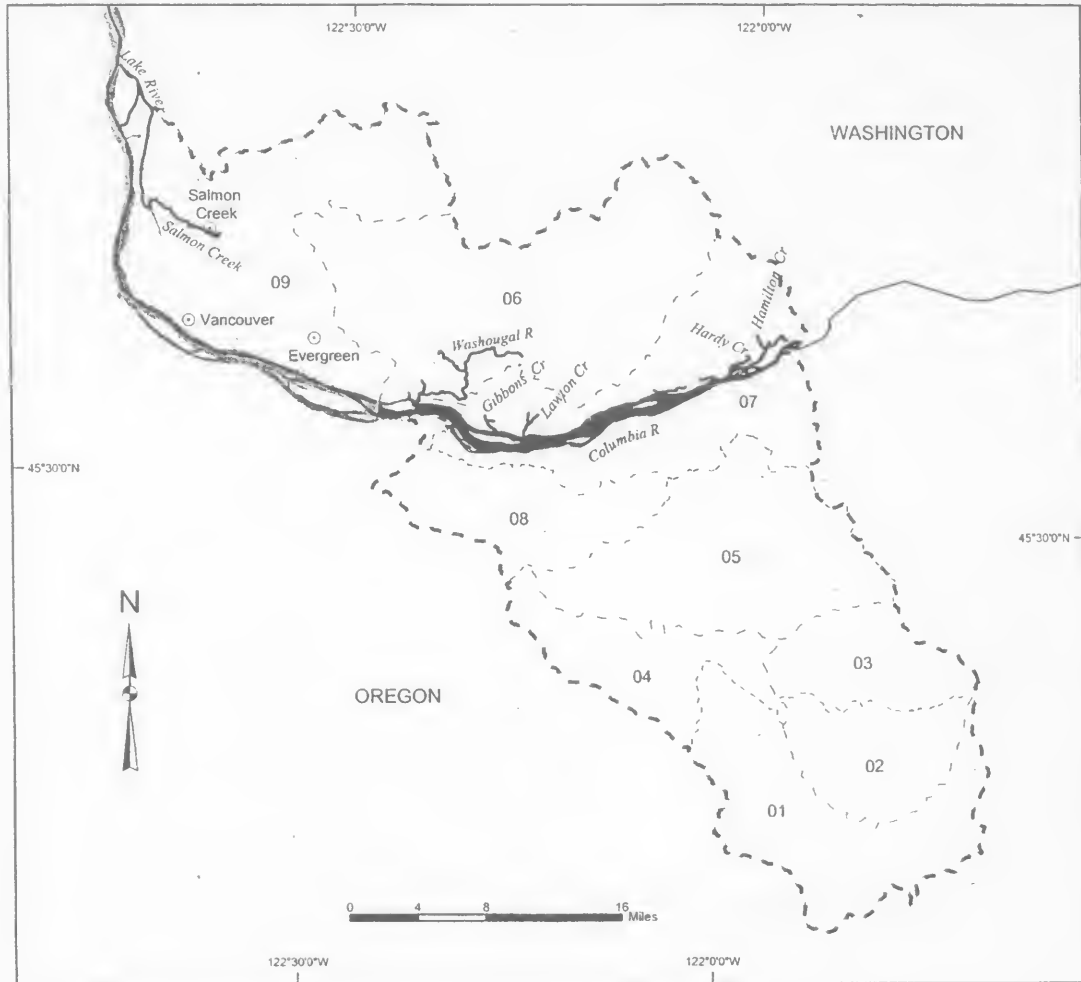 122°30'0"W
122°0'0"W
Lake River
WASHINGTON
Salmon
Creek
Salmon Creek
09
06
Hamilton Cr
Hardy Cr
Vancouver
Evergreen
Washougal R
Gibbons Cr
Lawton Cr
07
Columbia R
45°30'0"N
08
05
45°30'0"N
N
03
04
OREGON
02
01
0 4 8 16
Miles
122°30'0"W
122°0'0"W